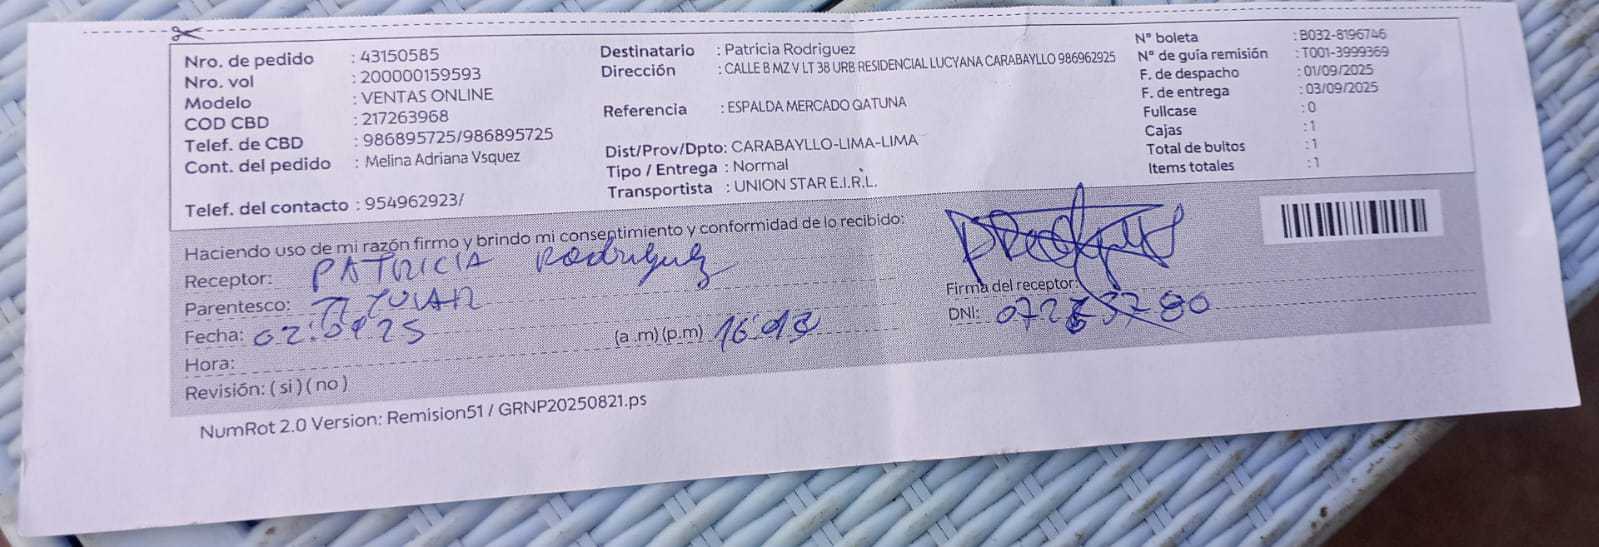 Nro. de pedido : 43150585
Nro. vol : 200000159593
Modelo : VENTAS ONLINE
COD CBD : 217263968
Telef. de CBD : 986895725/986895725
Cont. del pedido : Melina Adriana Vsquez
Telef. del contacto : 954962923/
Destinatario : Patricia Rodriguez
Dirección : CALLE B MZ V LT 38 URB RESIDENCIAL LUCYANA CARABAYLLO 986962925
Referencia : ESPALDA MERCADO QATUNA
Dist/Prov/Dpto: CARABAYLLO-LIMA-LIMA
Tipo / Entrega : Normal
Transportista : UNION STAR E.I.R.L.
N° boleta : B032-8196746
N° de guía remisión : T001-3999369
F. de despacho : 01/09/2025
F. de entrega : 03/09/2025
Fullcase : 0
Cajas : 1
Total de bultos : 1
Items totales : 1
Haciendo uso de mi razón firmo y brindo mi consentimiento y conformidad de lo recibido:
Receptor: PATRICIA Rodriguez
Parentesco: TITULAR
Fecha: 02.09.25 (a.m)(p.m)
Hora:
Revisión: ( si ) ( no )
Firma del receptor:
DNI:
NumRot 2.0 Version: Remision51 / GRNP20250821.ps